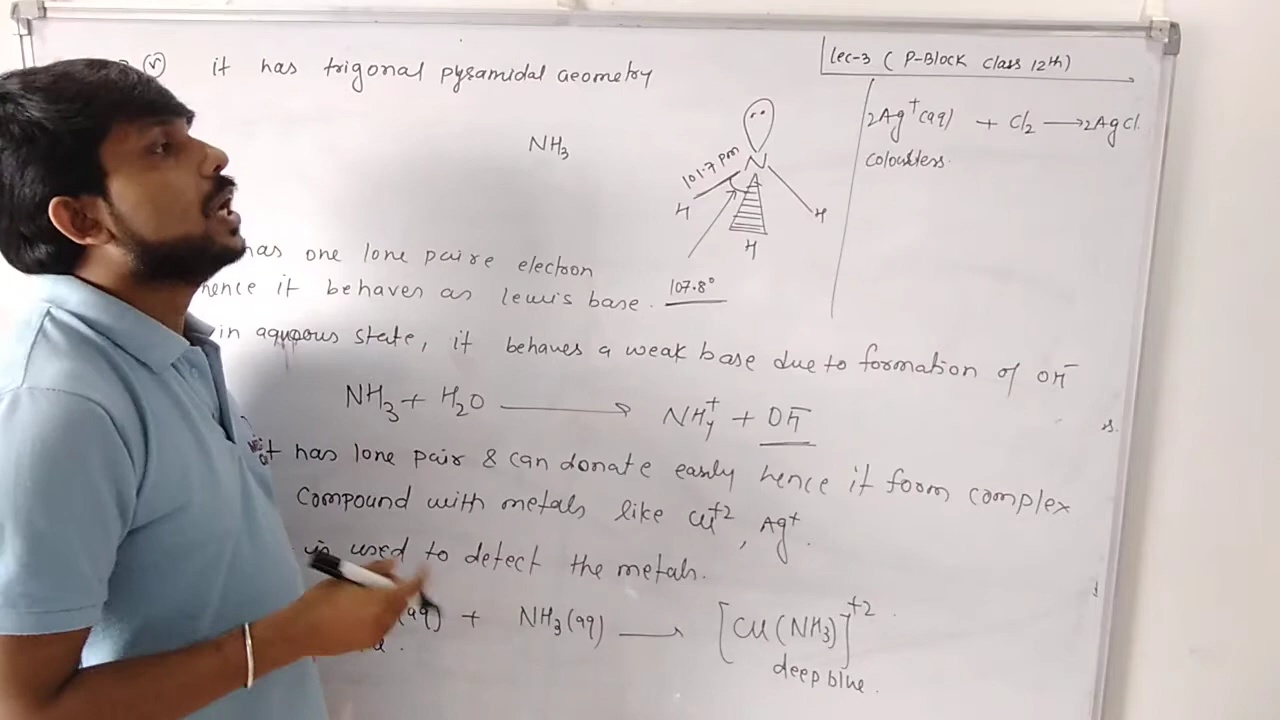 (v) it has trigonal pyramidal Geometry
NH₃
has one lone paire electron
hence it behaves as lewis base.
in aqueous state, it behaves a weak base due to formation of OH⁻
NH₃ + H₂O ⟶ NH₄⁺ + OH⁻
it has lone pair & can donate easily hence it form complex
Compound with metals like Cu⁺², Ag⁺.
is used to detect the metals.
(aq) + NH₃(aq) ⟶ [Cu(NH₃)]⁺²
deep blue.
101.7 pm
N
H
H
H
107.8°
Lec-3 ( P-Block Class 12th)
2Ag⁺(aq) + Cl₂ ⟶ 2AgCl.
colourless.